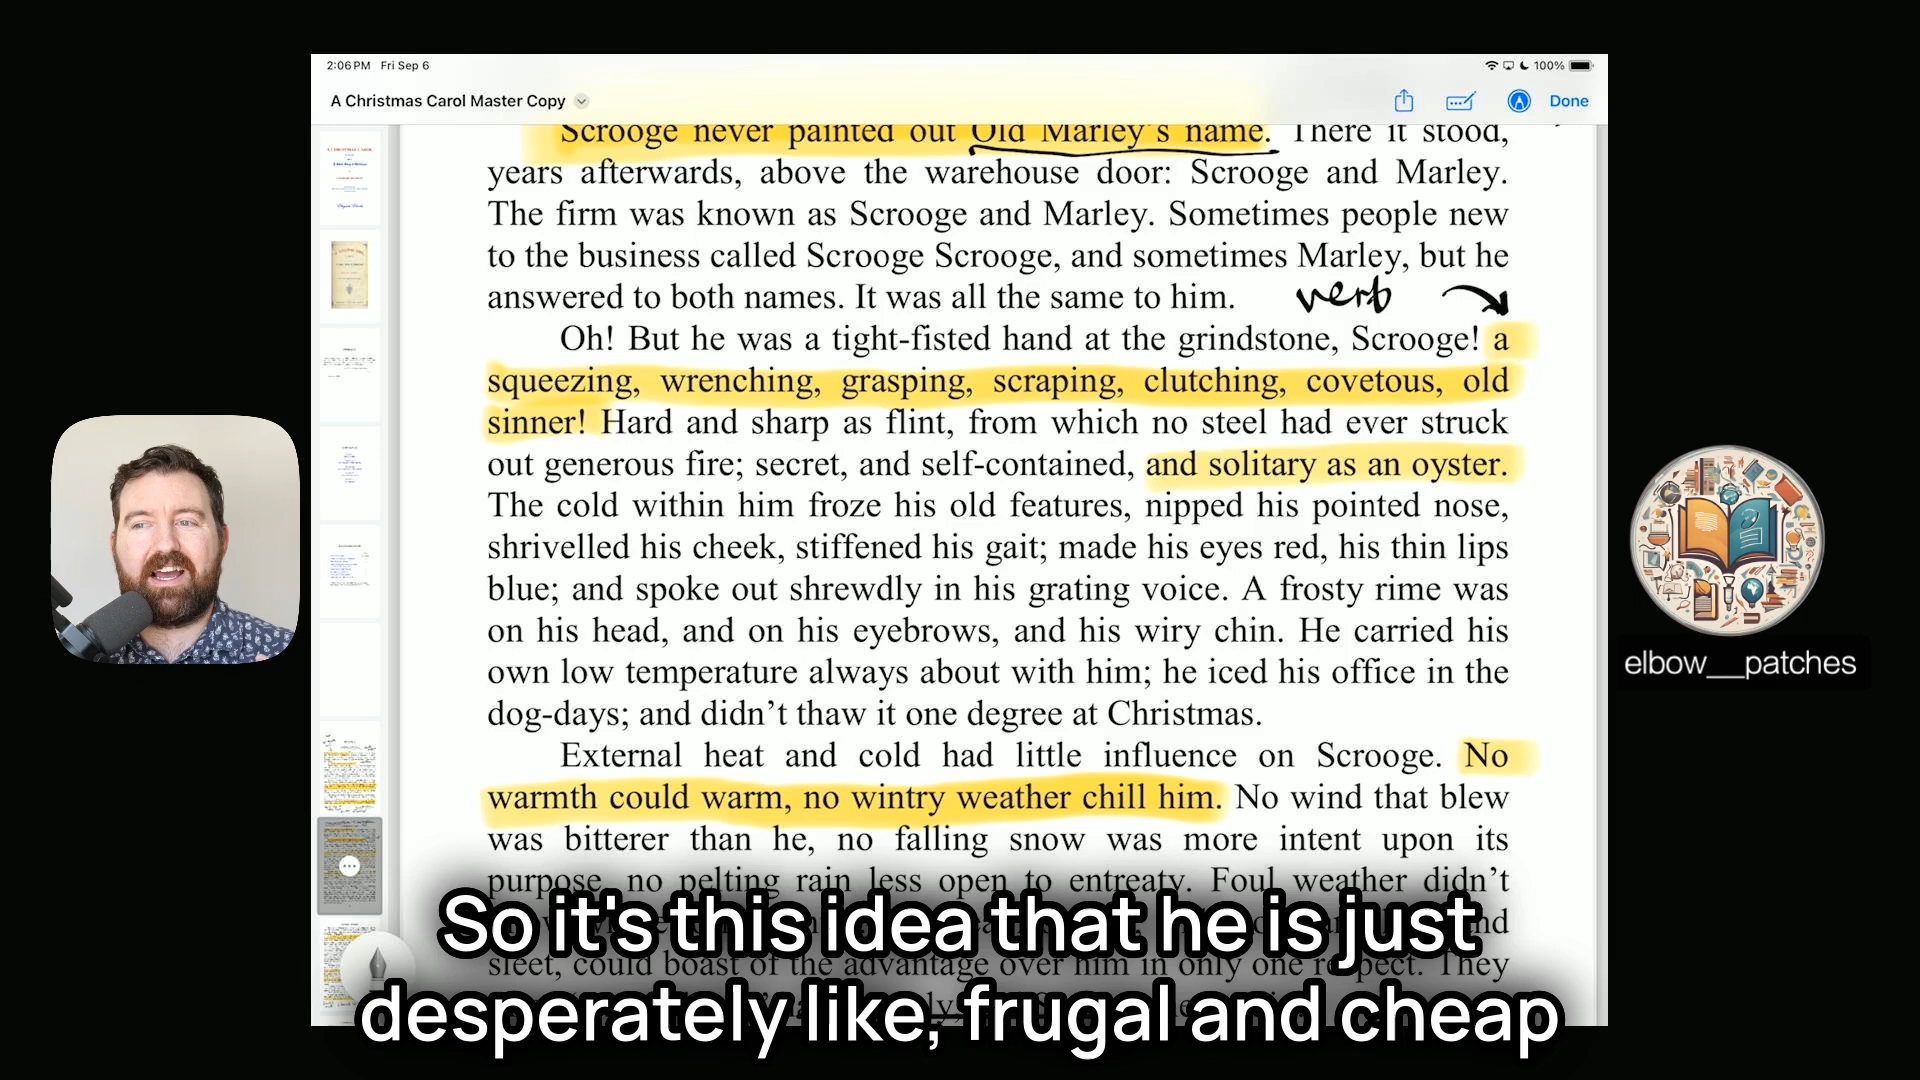 2:06 PM Fri Sep 6
100%
A Christmas Carol Master Copy
Done
Scrooge never painted out Old Marley's name. There it stood,
years afterwards, above the warehouse door: Scrooge and Marley.
The firm was known as Scrooge and Marley. Sometimes people new
to the business called Scrooge Scrooge, and sometimes Marley, but he
answered to both names. It was all the same to him.
verb
Oh! But he was a tight-fisted hand at the grindstone, Scrooge! a
squeezing, wrenching, grasping, scraping, clutching, covetous, old
sinner! Hard and sharp as flint, from which no steel had ever struck
out generous fire; secret, and self-contained, and solitary as an oyster.
The cold within him froze his old features, nipped his pointed nose,
shrivelled his cheek, stiffened his gait; made his eyes red, his thin lips
blue; and spoke out shrewdly in his grating voice. A frosty rime was
on his head, and on his eyebrows, and his wiry chin. He carried his
own low temperature always about with him; he iced his office in the
dog-days; and didn't thaw it one degree at Christmas.
External heat and cold had little influence on Scrooge. No
warmth could warm, no wintry weather chill him. No wind that blew
was bitterer than he, no falling snow was more intent upon its
purpose, no pelting rain less open to entreaty. Foul weather didn't
sleet, could boast of the advantage over him in only one respect. They
So it's this idea that he is just
desperately like, frugal and cheap
elbow__patches